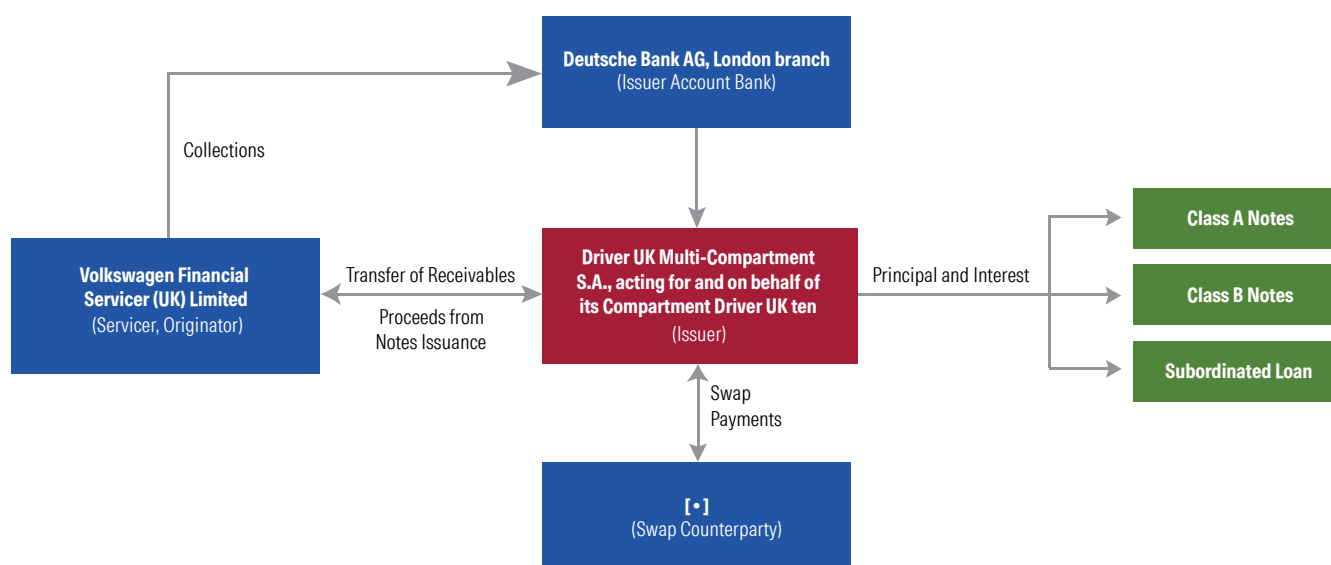 Deutsche Bank AG, London branch
(Issuer Account Bank)
Collections
Volkswagen Financial
Servicer (UK) Limited
(Servicer, Originator)
Transfer of Receivables
Proceeds from
Notes Issuance
Driver UK Multi-Compartment
S.A., acting for and on behalf of
its Compartment Driver UK ten
(Issuer)
Principal and Interest
Class A Notes
Class B Notes
Subordinated Loan
Swap
Payments
[•]
(Swap Counterparty)